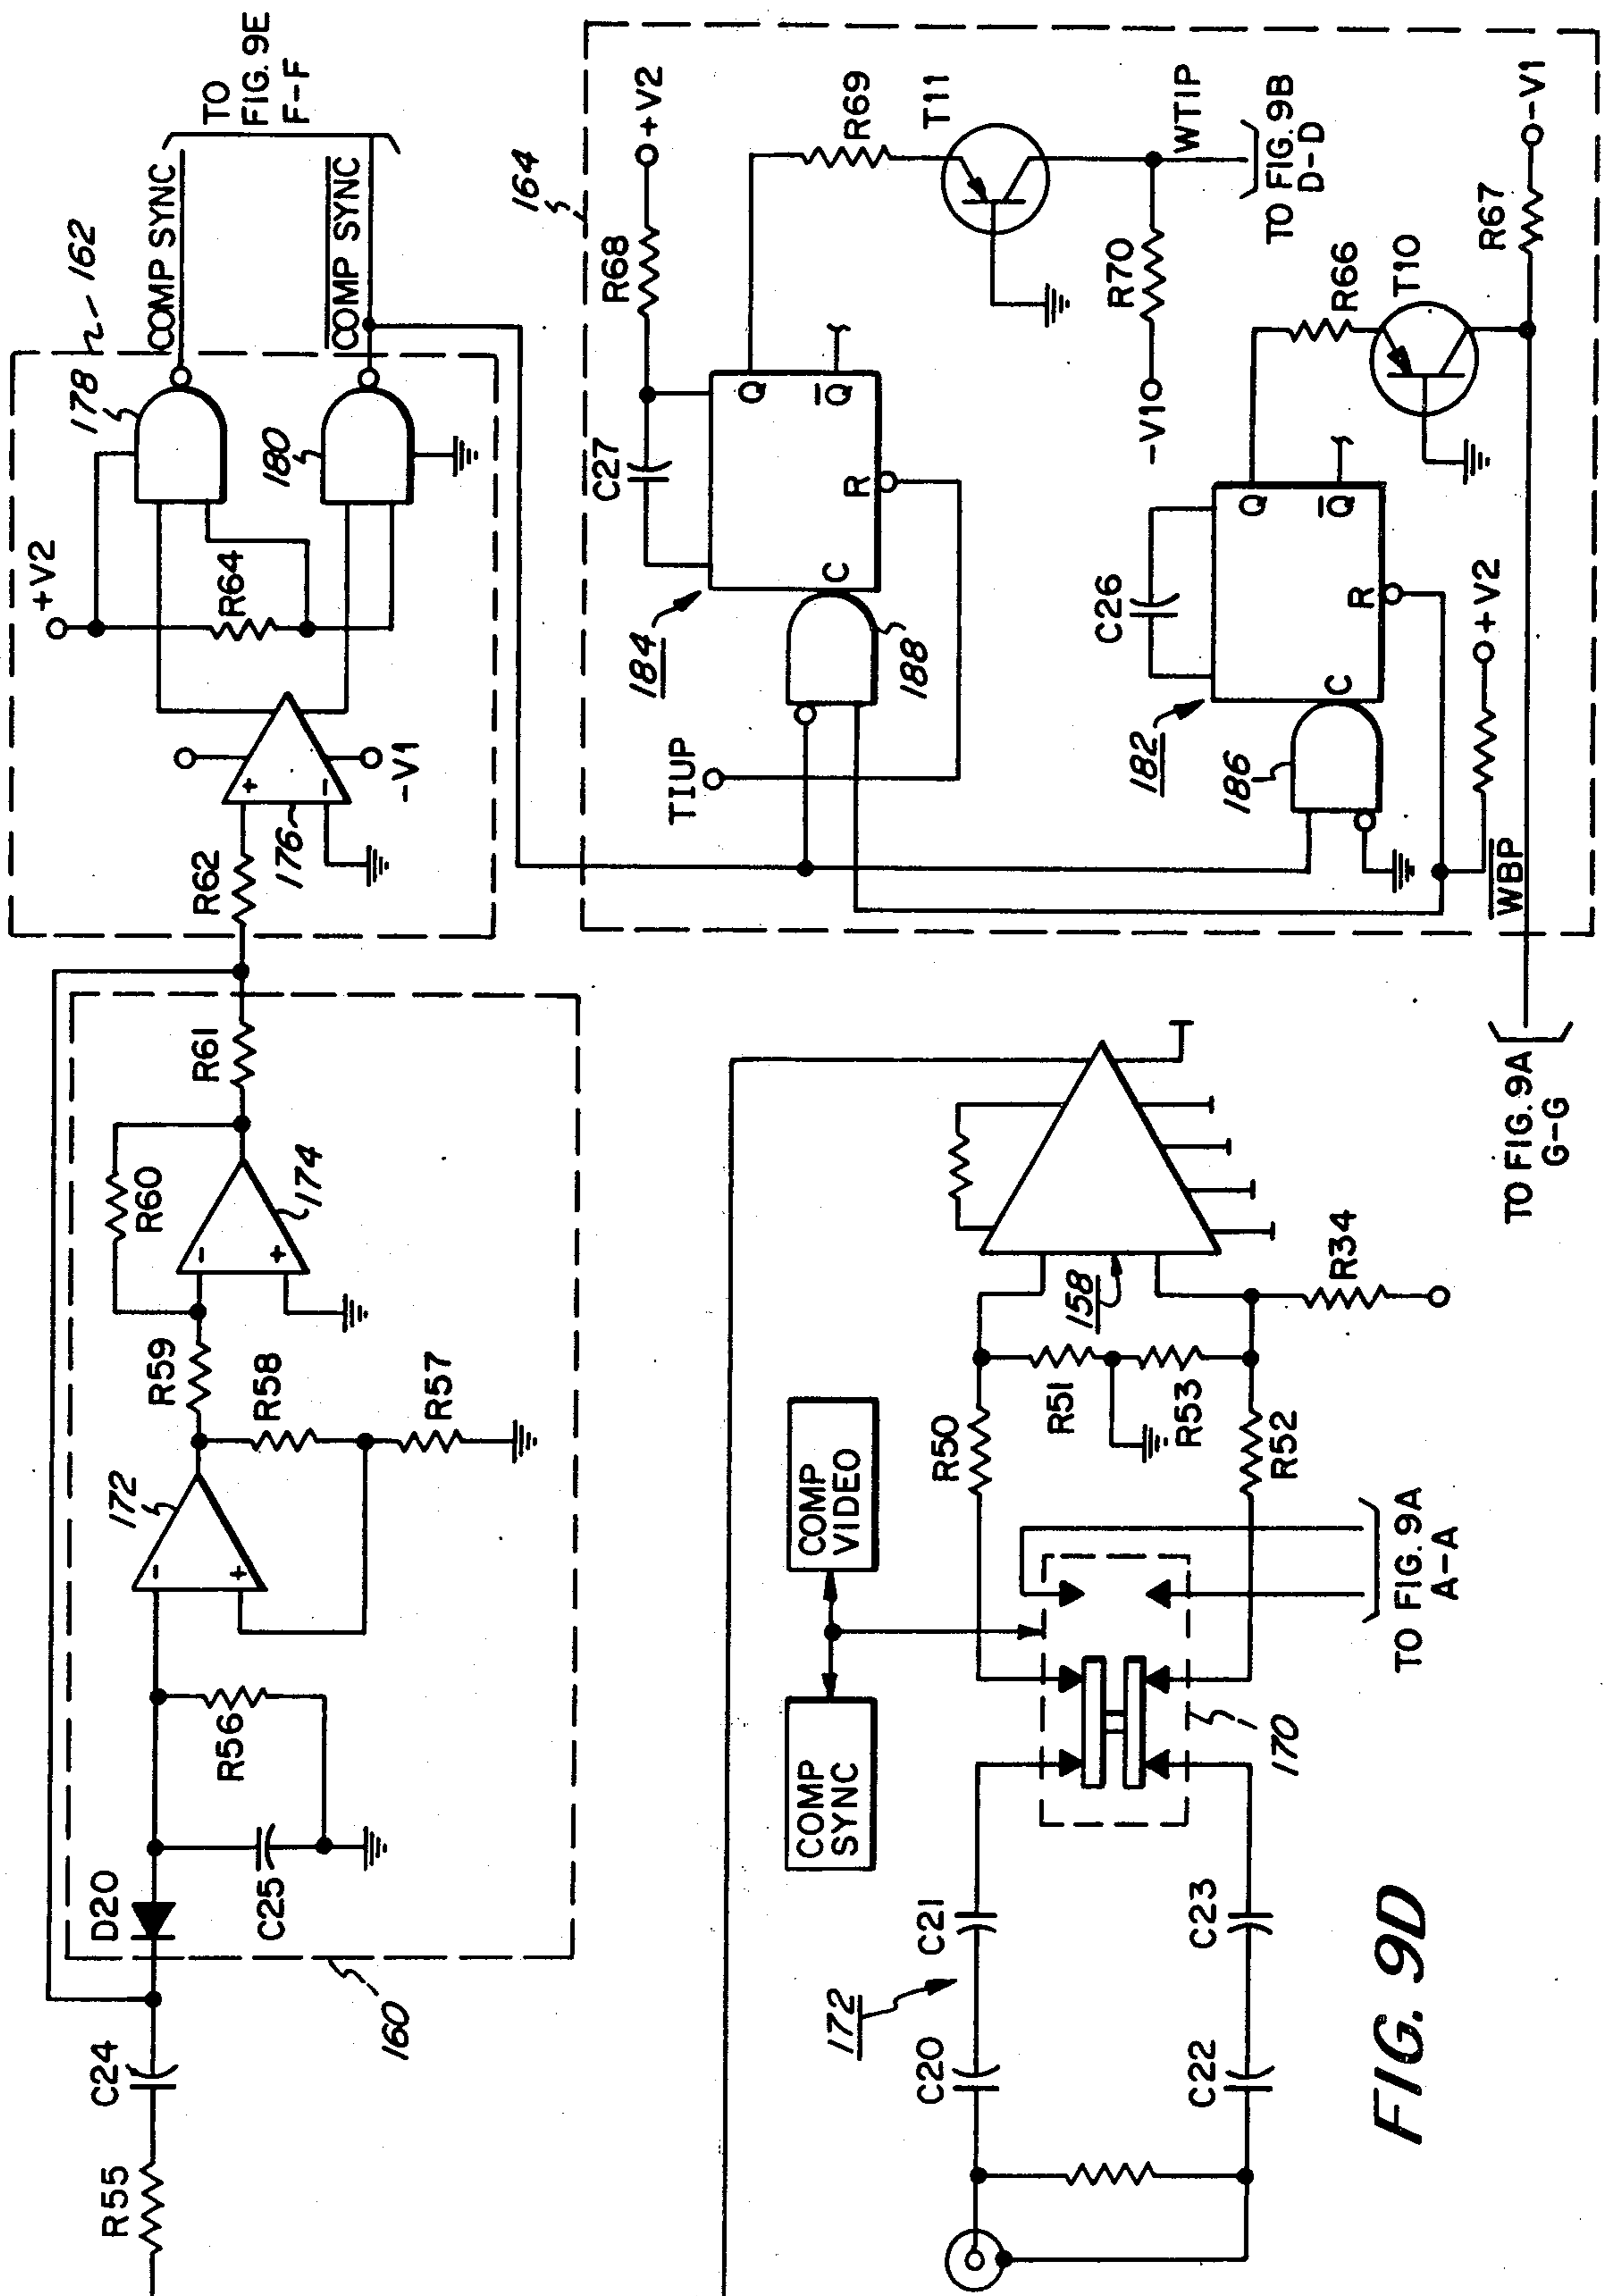 R55
C24
D20
C25
R56
160
172
R59
R58
R57
R60
174
R61
R62
176
+
-
-V1
+V2
R64
178
162
180
COMP SYNC
COMP SYNC
TO
FIG. 9E
F-F
164
+V2
R68
C27
184
Q
Q
R
C
188
TIUP
R69
T11
WTIP
R70
-V1
TO FIG. 9B
D-D
C26
182
186
Q
Q
R
C
R66
T10
R67
-V1
+V2
WBP
TO FIG. 9A
G-G
158
R34
R50
R51
R53
R52
COMP
VIDEO
COMP
SYNC
170
TO FIG. 9A
A-A
172
C20
C21
C22
C23
-
+
-
+
FIG. 9D